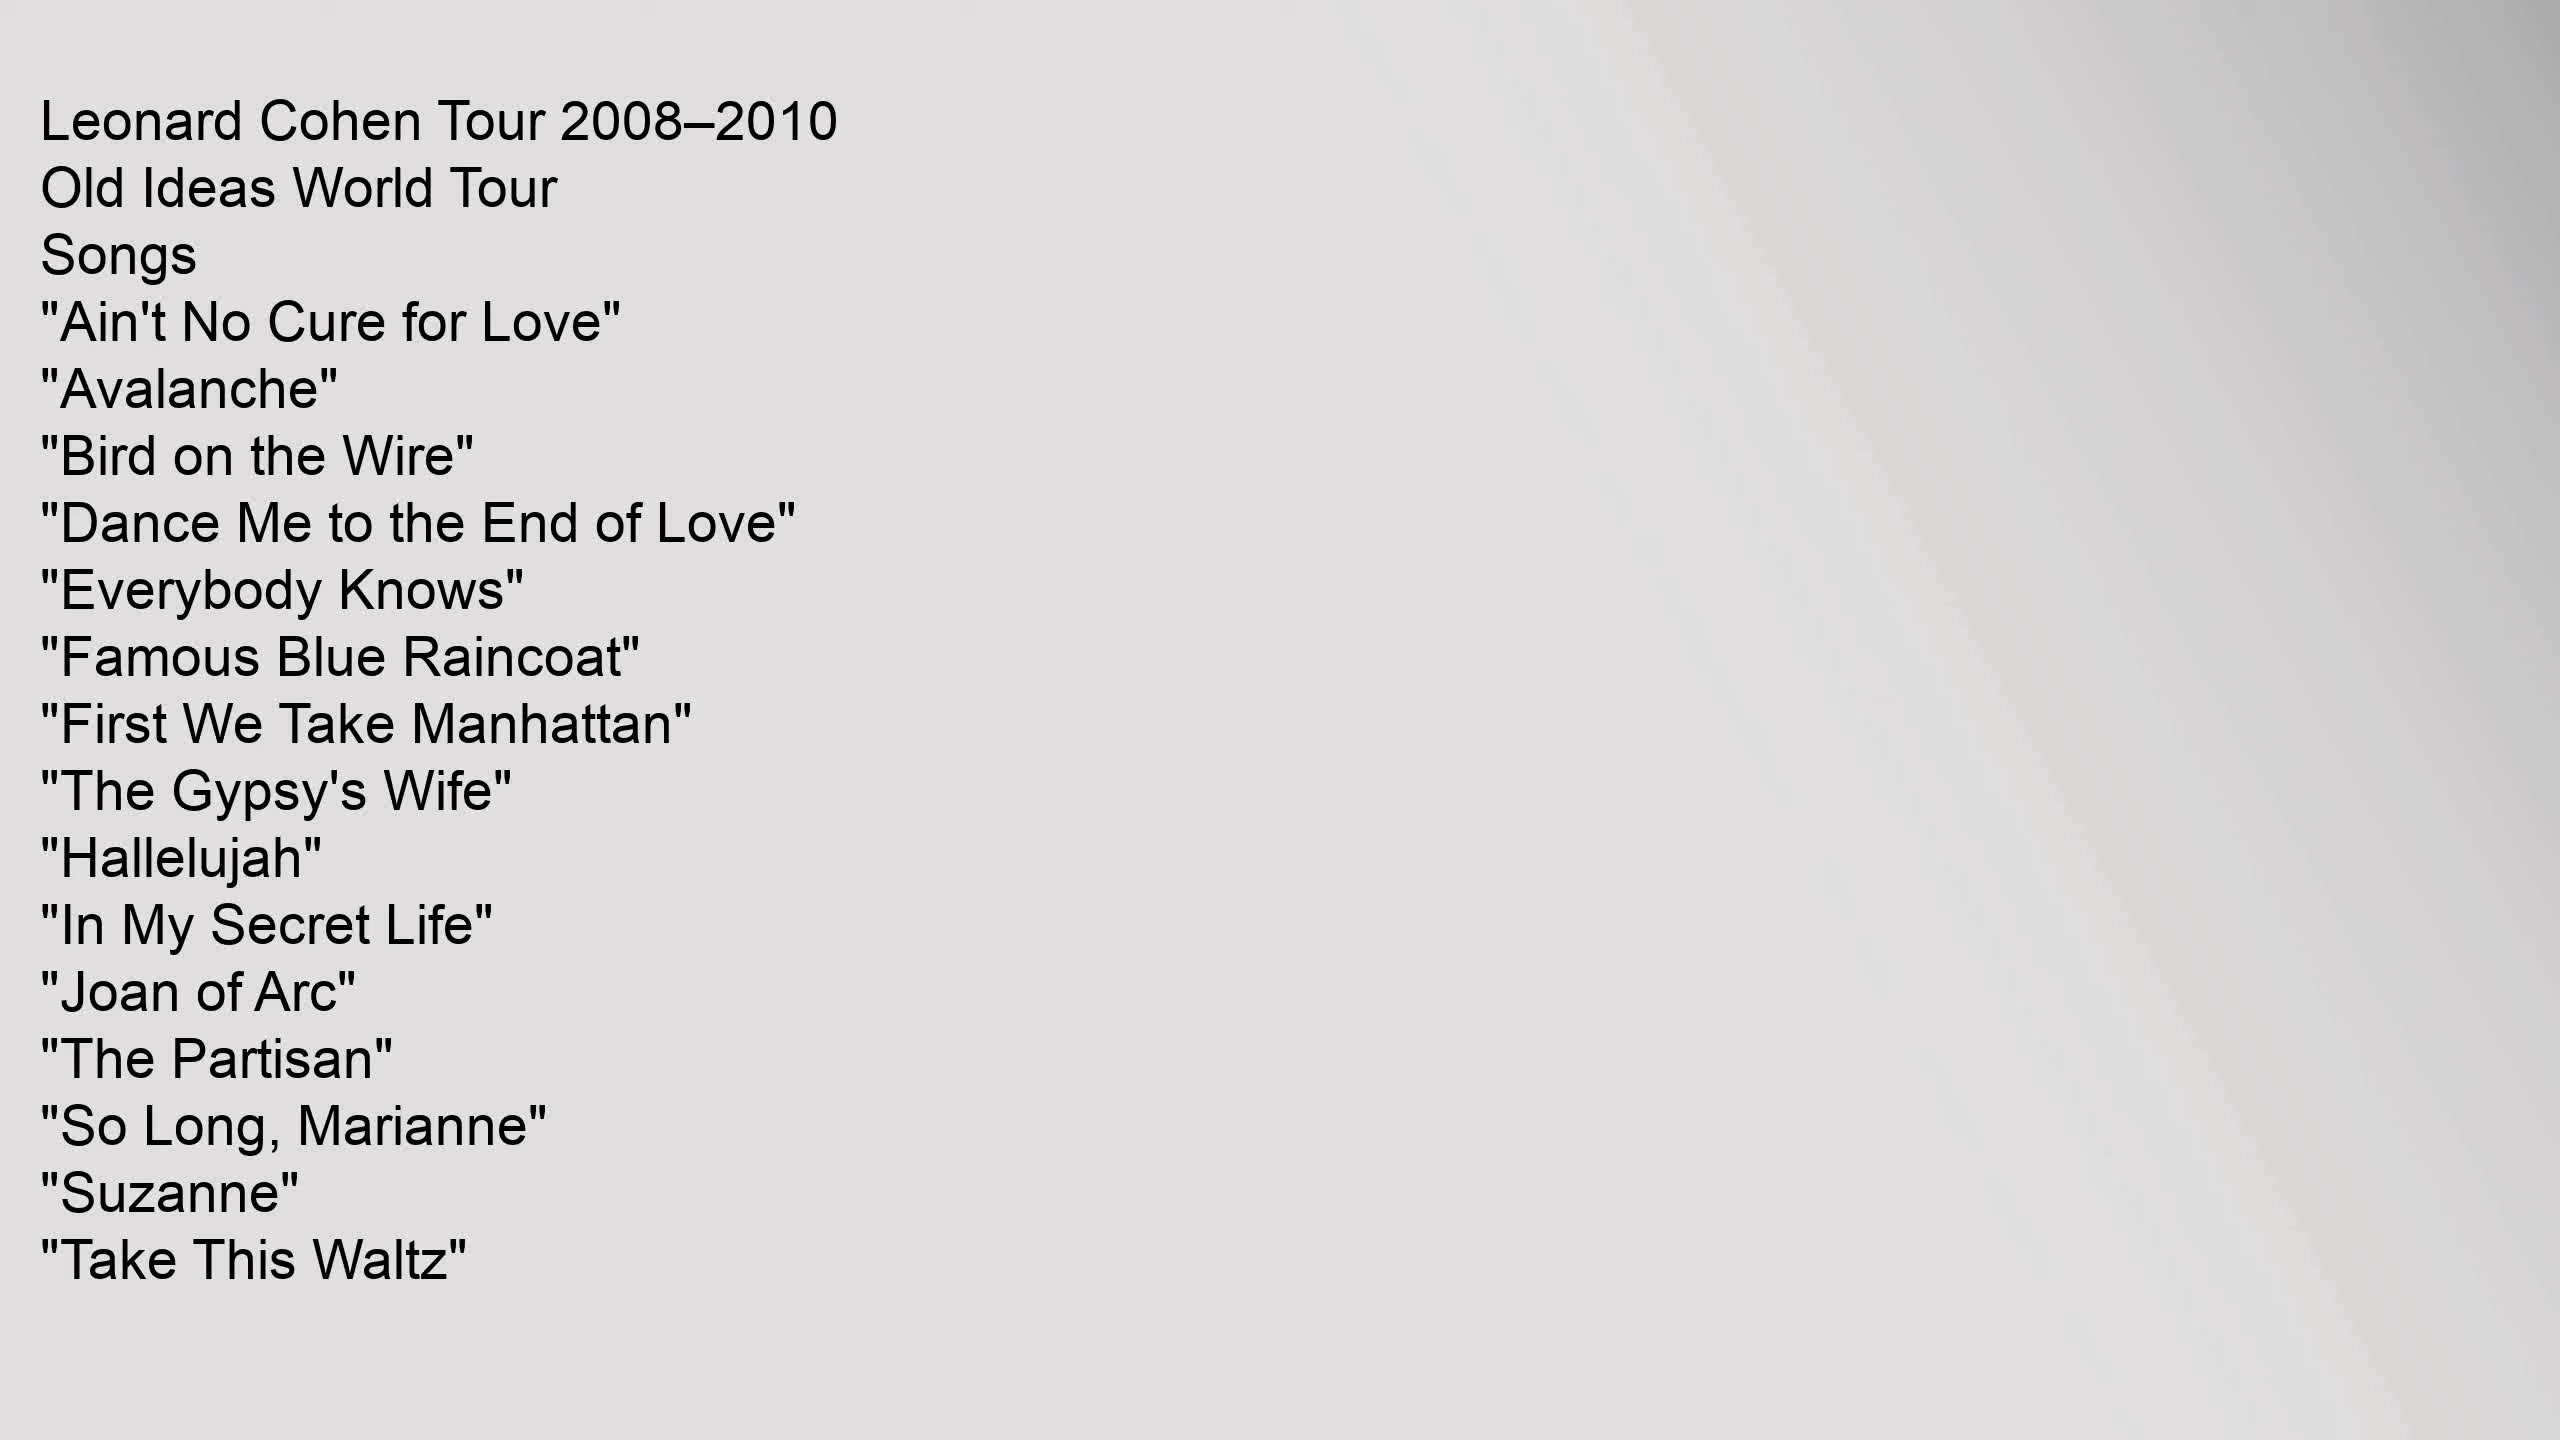 Leonard Cohen Tour 2008–2010
Old Ideas World Tour
Songs
"Ain't No Cure for Love"
"Avalanche"
"Bird on the Wire"
"Dance Me to the End of Love"
"Everybody Knows"
"Famous Blue Raincoat"
"First We Take Manhattan"
"The Gypsy's Wife"
"Hallelujah"
"In My Secret Life"
"Joan of Arc"
"The Partisan"
"So Long, Marianne"
"Suzanne"
"Take This Waltz"